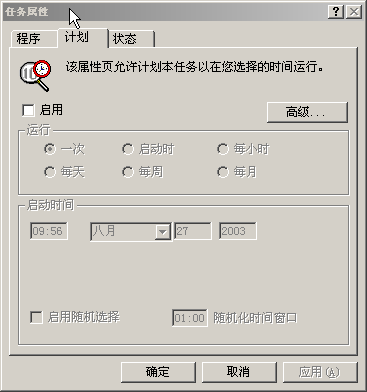 任务属性
程序 计划 状态
该属性页允许计划本任务以在您选择的时间运行。
启用
高级...
运行
一次 启动时 每小时
每天 每周 每月
启动时间
09:56 八月 27 2003
启用随机选择 01:00 随机化时间窗口
确定 取消 应用(A)